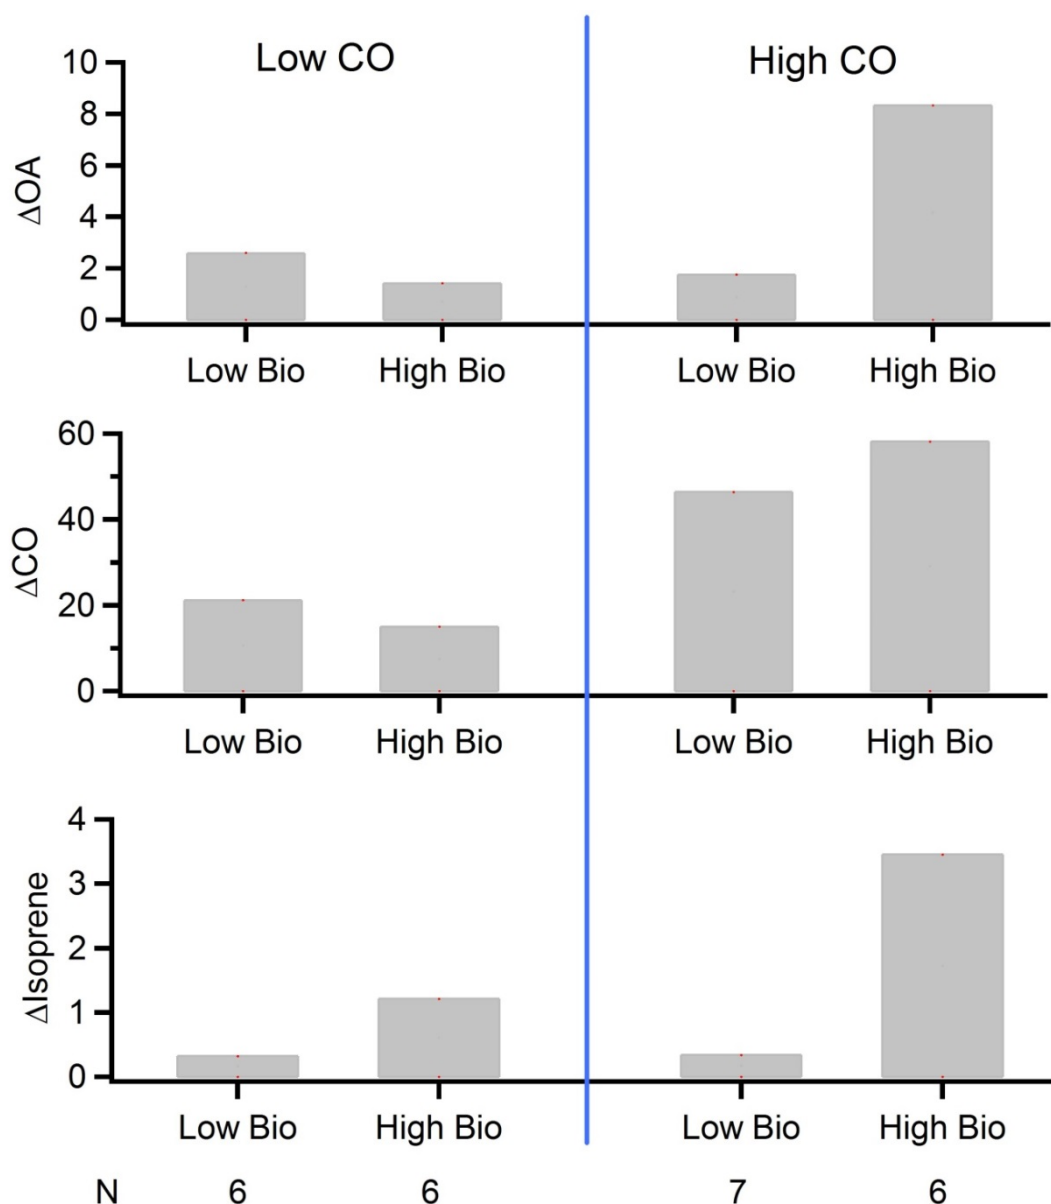 Low CO High CO
ΔOA
10
8
6
4
2
0
Low Bio High Bio Low Bio High Bio
ΔCO
60
40
20
0
Low Bio High Bio Low Bio High Bio
ΔIsoprene
4
3
2
1
0
Low Bio High Bio Low Bio High Bio
N 6 6 7 6